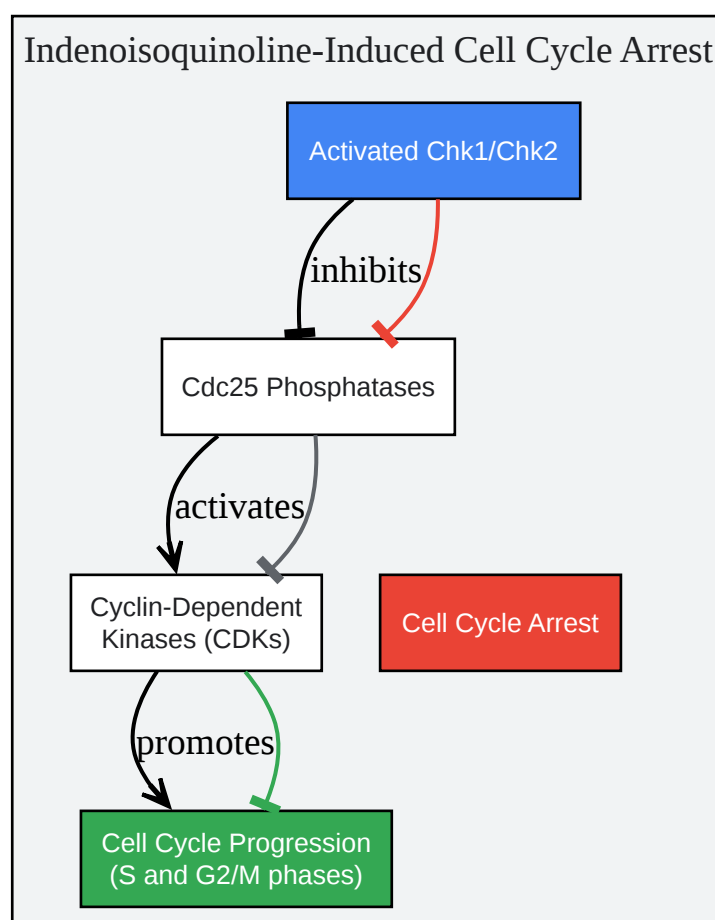 Indenoisoquinoline-Induced Cell Cycle Arrest
Activated Chk1/Chk2
inhibits
Cdc25 Phosphatases
activates
Cyclin-Dependent
Kinases (CDKs)
Cell Cycle Arrest
promotes
Cell Cycle Progression
(S and G2/M phases)